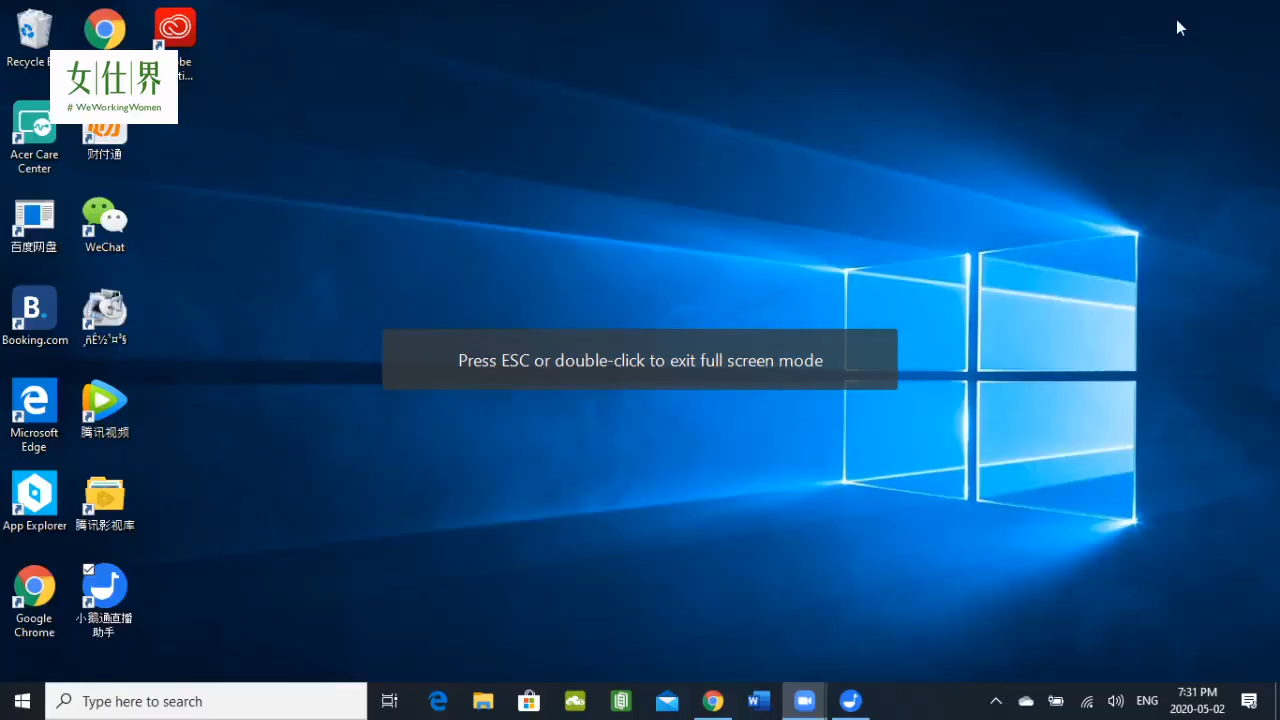 女|仕|界
# WeWorkingWomen
Acer Care
Center
财付通
百度网盘
WeChat
B.
Booking.com
Microsoft
Edge
腾讯视频
App Explorer
腾讯影视库
Google
Chrome
小鹅通直播
助手
Press ESC or double-click to exit full screen mode
Type here to search
ENG
7:31 PM
2020-05-02